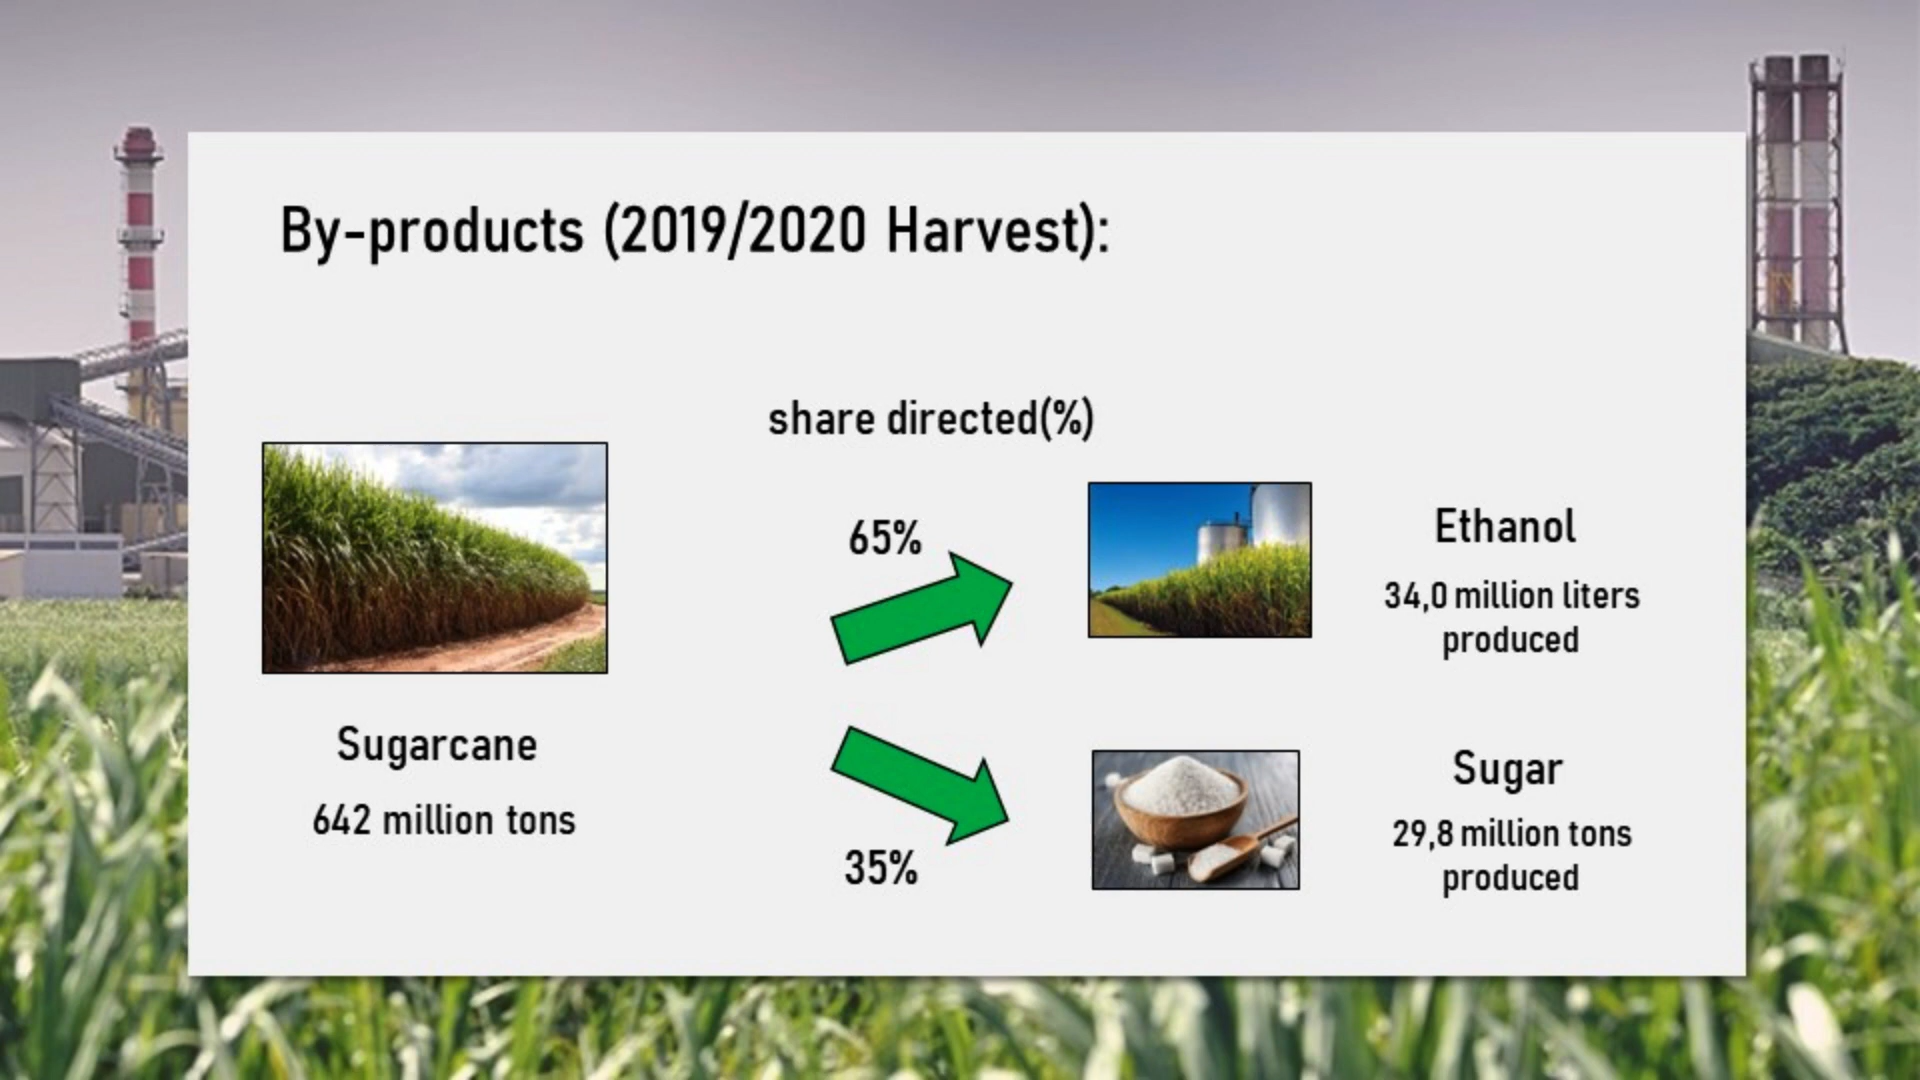 By-products (2019/2020 Harvest):
share directed(%)
65%
Ethanol
34,0 million liters
produced
Sugarcane
642 million tons
35%
Sugar
29,8 million tons
produced